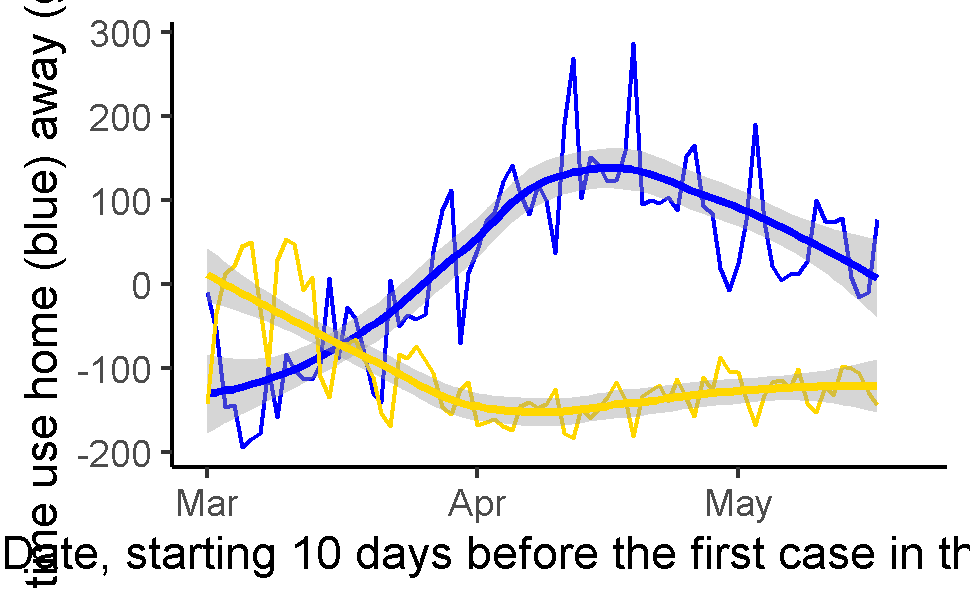 time use home (blue) away (
300
200
100
0
-100
-200
Mar Apr May
Date, starting 10 days before the first case in th